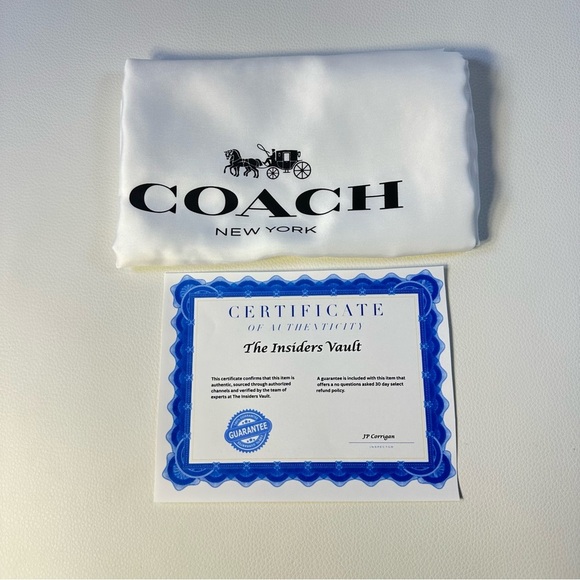 COACH
NEW YORK
CERTIFICATE
OF AUTHENTICITY
The Insiders Vault
This certificate confirms that this item is
authentic, sourced through authorized
channels and verified by the team of
experts at The Insiders Vault.
A guarantee is included with this item that
offers a no questions asked 30 day select
refund policy.
GUARANTEE
JP Corrigan